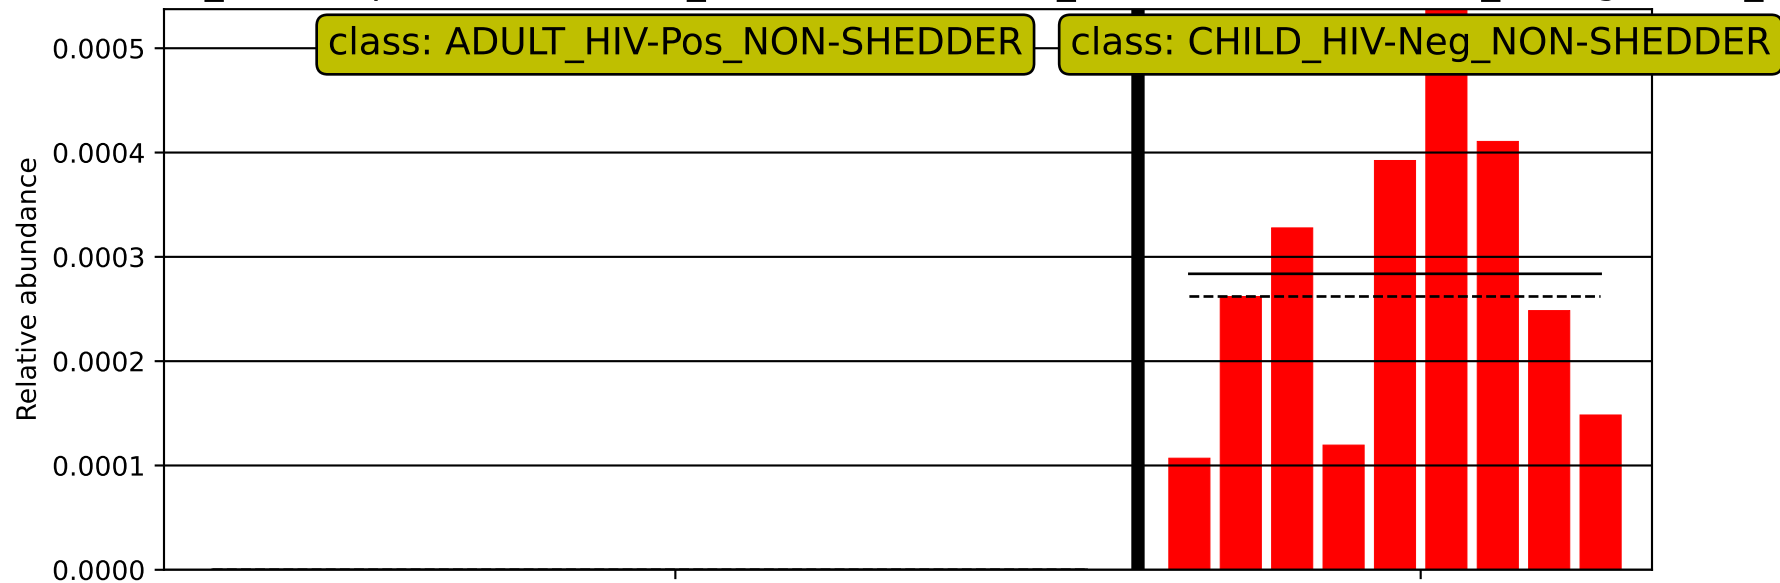 class: ADULT_HIV-Pos_NON-SHEDDER
class: CHILD_HIV-Neg_NON-SHEDDER
0.0005
0.0004
0.0003
0.0002
0.0001
0.0000
Relative abundance